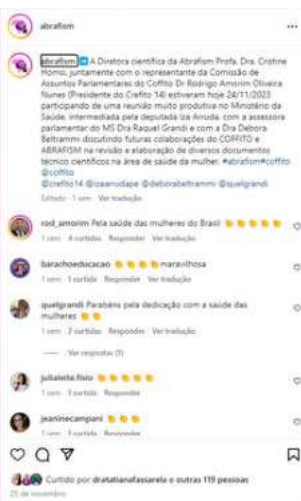 abrafism
abrafism ➡️ A Diretora científica da Abrafism Profa. Dra. Cristine
Homsi, juntamente com o representante da Comissão de
Assuntos Parlamentares do Coffito Dr Rodrigo Amorim Oliveira
Nunes (Presidente do Crefito 14) estiveram hoje 24/11/2023
participando de uma reunião muito produtiva no Ministério da
Saúde, intermediada pela deputada Iza Arruda, com a assessora
parlamentar do MS Dra Raquel Grandi e com a Dra Debora
Beltrammi discutindo futuras colaborações do COFFITO e
ABRAFISM na revisão e elaboração de diversos documentos
técnico científicos na área de saúde da mulher. #abrafism#coffito
@coffito
@crefito14 @izaarrudape @deborabeltrammi @quelgrandi
Editado · 1 sem Ver tradução
rod_amorim Pela saúde das mulheres do Brasil 👏👏👏👏👏
1 sem 4 curtidas Responder Ver tradução
barachoeducacao 👏👏👏👏maravilhosa
1 sem 1 curtida Responder Ver tradução
quelgrandi Parabéns pela dedicação com a saúde das
mulheres 👏👏
1 sem 2 curtidas Responder Ver tradução
Ver respostas (1)
julialeite.fisio 👏👏👏👏👏
1 sem 1 curtida Responder
jeaninecampani 👏👏👏
1 sem 1 curtida Responder
Curtido por dratatianafassarela e outras 119 pessoas
25 de novembro